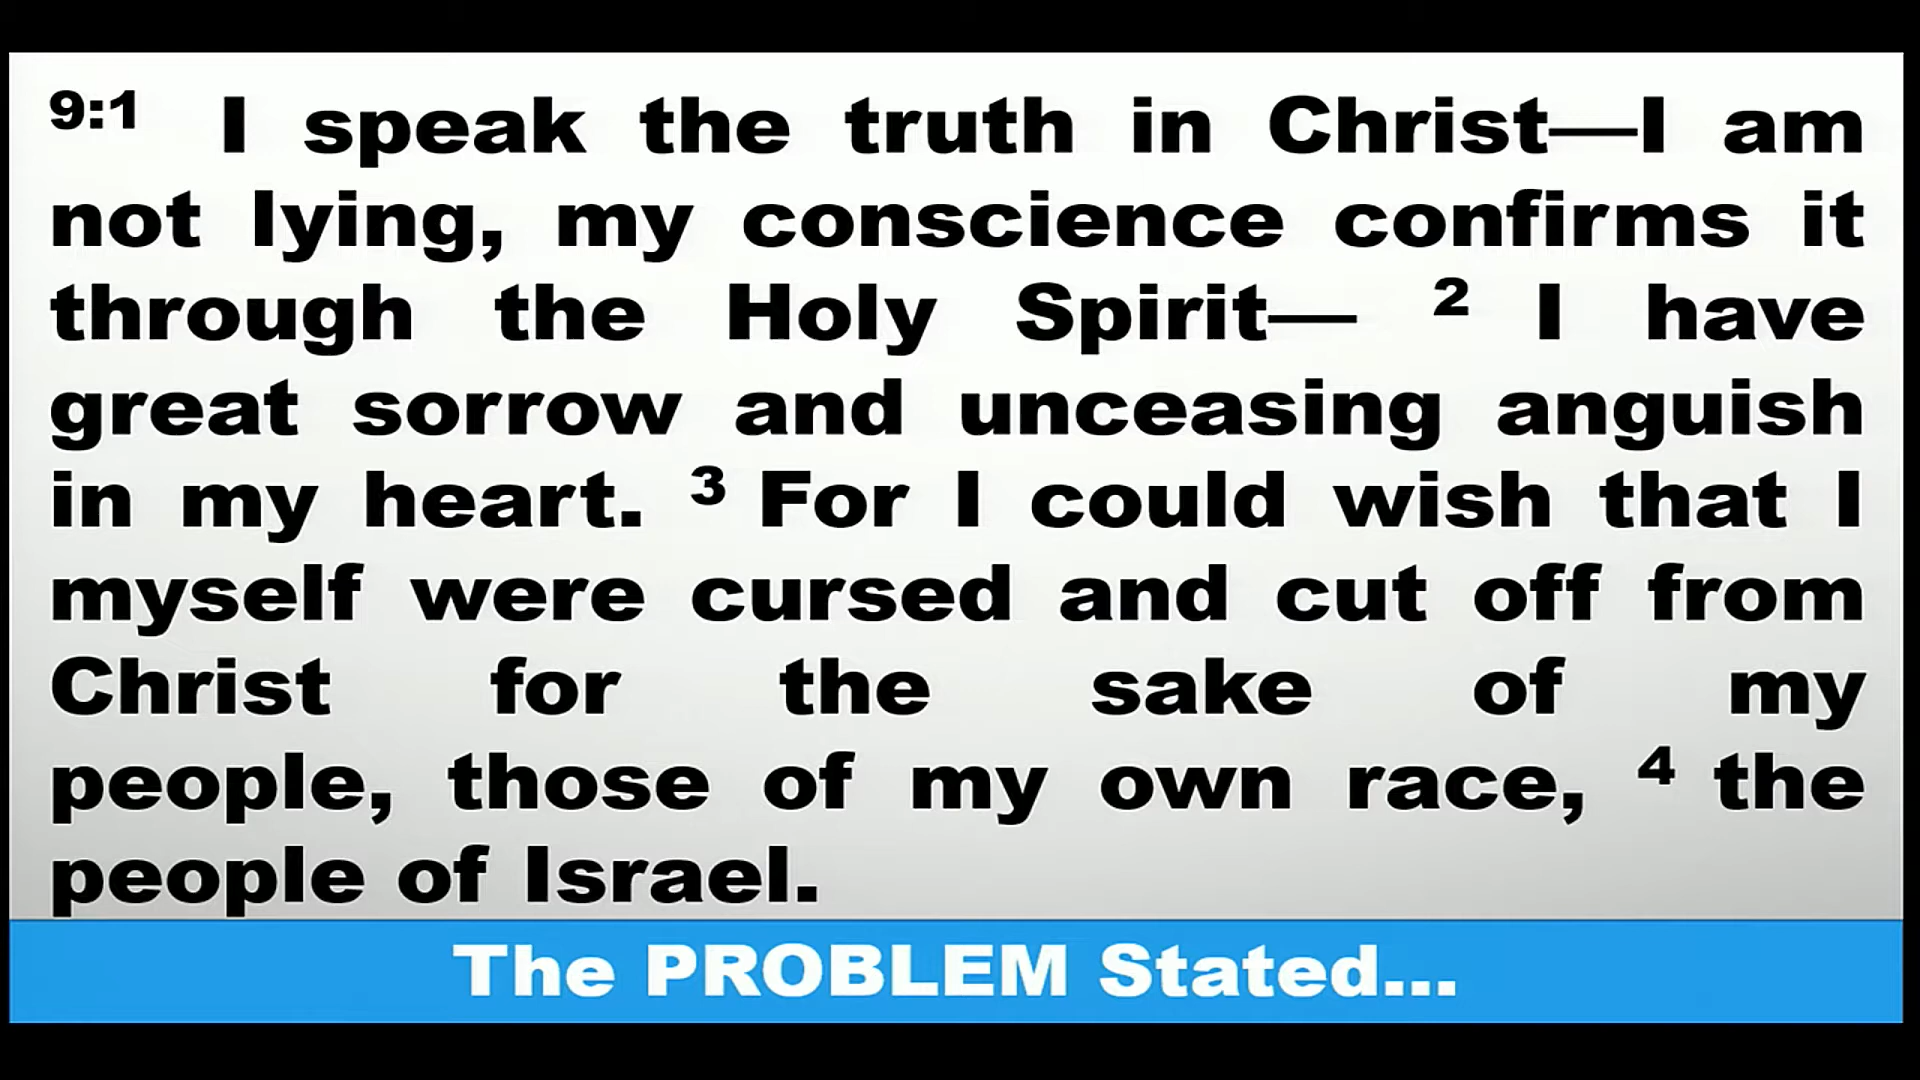 9:1 I speak the truth in Christ—I am
not lying, my conscience confirms it
through the Holy Spirit— 2 I have
great sorrow and unceasing anguish
in my heart. 3 For I could wish that I
myself were cursed and cut off from
Christ for the sake of my
people, those of my own race, 4 the
people of Israel.
The PROBLEM Stated...